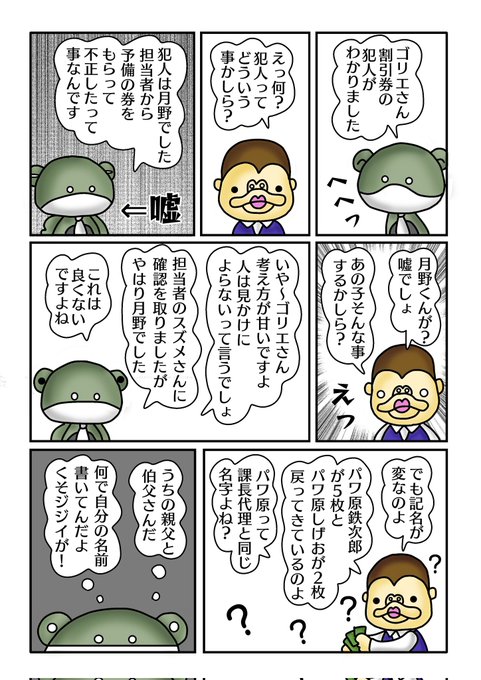 ゴリエさん
割引券の
犯人が
わかりました
へへっ
えっ何?
犯人って
どういう
事かしら?
犯人は月野でした
担当者から
予備の券を
もらって
不正したって
事なんです
⇐嘘
月野くんが?
嘘でしょ
あの子そんな事
するかしら?
えっ
いや~ゴリエさん
考え方が甘いですよ
人は見かけに
よらないって言うでしょ
担当者のスズメさんに
確認を取りましたが
やはり月野でした
これは
良くない
ですよね
でも記名が
変なのよ
パワ原鉄次郎
が5枚と
パワ原しげおが2枚
戻ってきているのよ
パワ原って
課長代理と同じ
名字よね?
?
?
?
?
うちの親父と
伯父さんだ
何で自分の名前
書いてんだよ
くそジジイが!